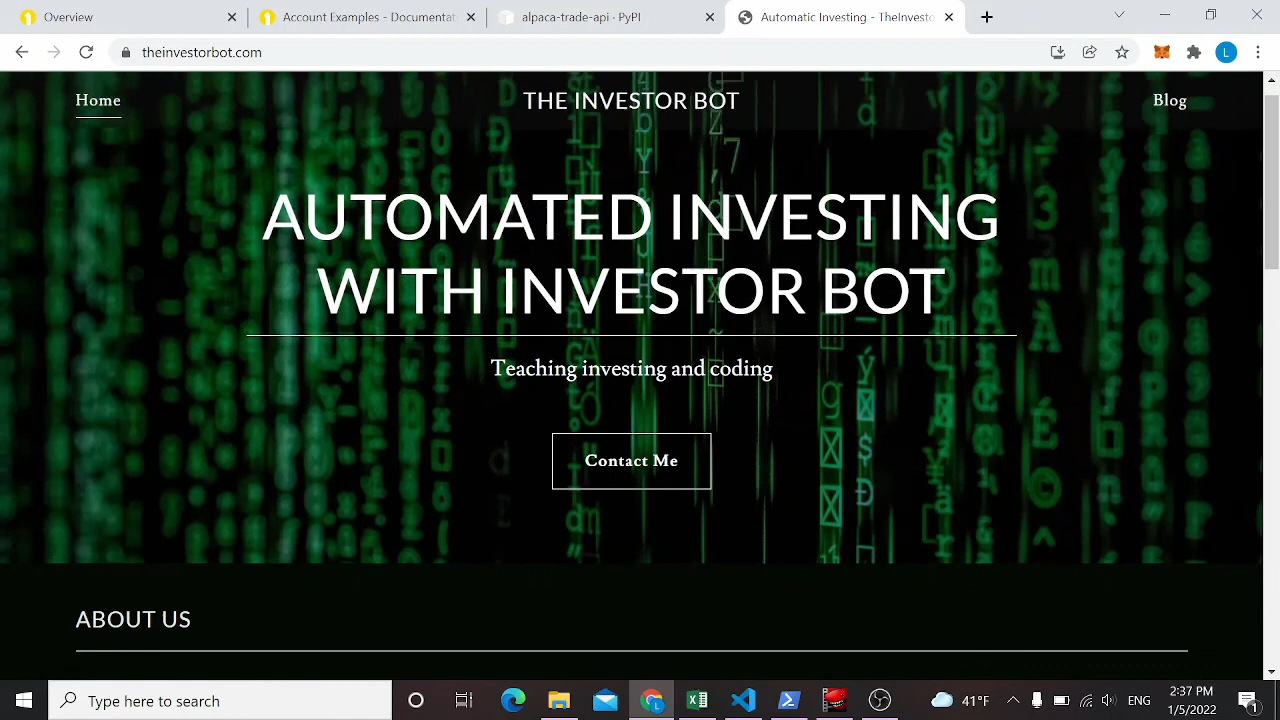 Overview
Account Examples - Documentat
alpaca-trade-api · PyPI
Automatic Investing - TheInvesto
theinvestorbot.com
L
Home
THE INVESTOR BOT
Blog
AUTOMATED INVESTING
WITH INVESTOR BOT
Teaching investing and coding
Contact Me
ABOUT US
Type here to search
41°F
ENG
2:37 PM
1/5/2022
1